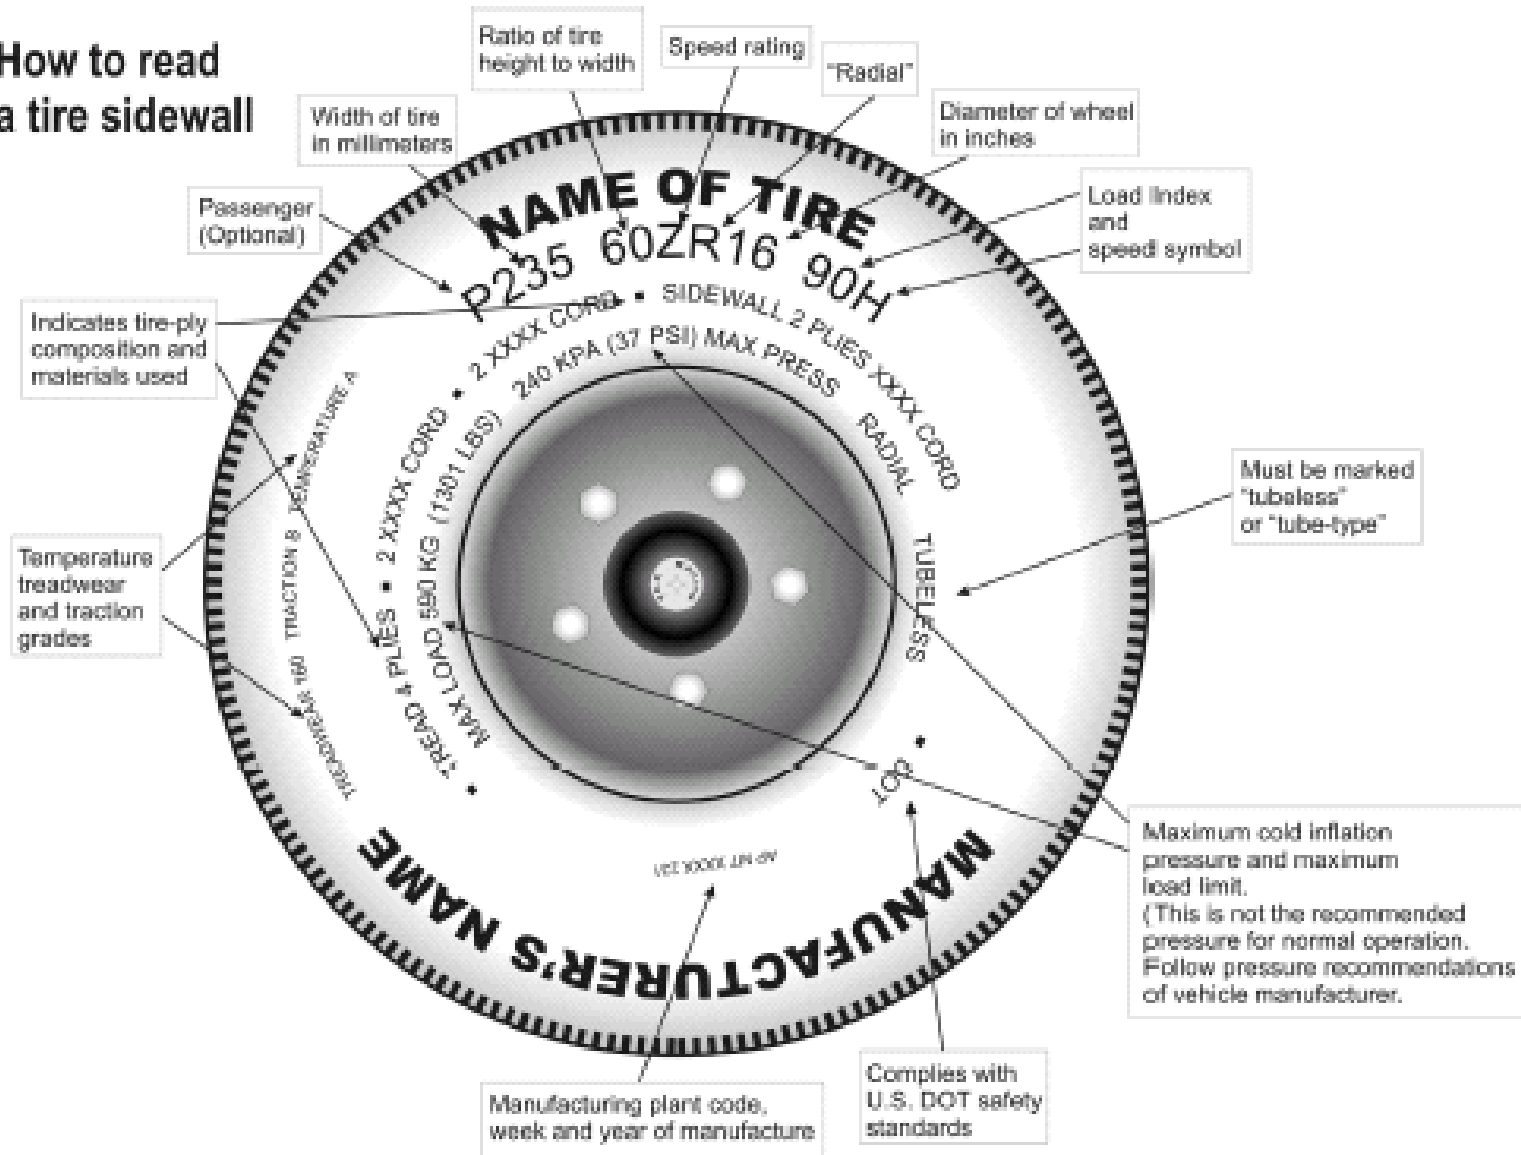 How to read
a tire sidewall
Ratio of tire
height to width
Speed rating
"Radial"
Width of tire
in millimeters
Diameter of wheel
in inches
Passenger
(Optional)
Load IIndex
and
speed symbol
NAME OF TIRE
P235 60ZR16 90H
Indicates tire-ply
composition and
materials used
• TREAD 4 PLIES • 2 XXXX CORD • 2 XXXX CORD • SIDEWALL 2 PLIES XXXX CORD
MAX LOAD 590 KG (1301 LBS) 240 KPA (37 PSI) MAX PRESS RADIAL TUBELESS
TREADWEAR 160 TRACTION B TEMPERATURE A
Must be marked
"tubeless"
or "tube-type"
Temperature
treadwear
and traction
grades
• DOT
MANUFACTURER'S NAME
Maximum cold inflation
pressure and maximum
load limit.
(This is not the recommended
pressure for normal operation.
Follow pressure recommendations
of vehicle manufacturer.
Manufacturing plant code,
week and year of manufacture
Complies with
U.S. DOT safety
standards